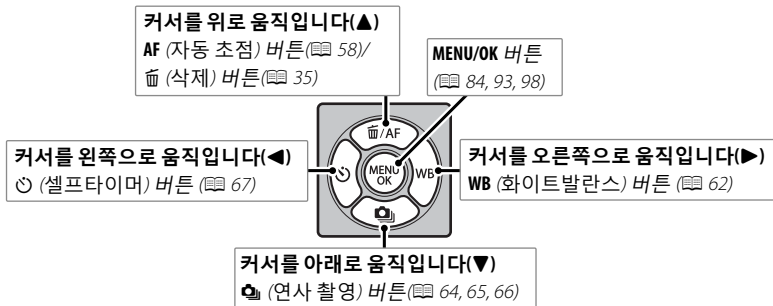 커서를 위로 움직입니다(▲)
AF (자동 초점) 버튼(📖 58)/
🗑 (삭제) 버튼(📖 35)
MENU/OK 버튼
(📖 84, 93, 98)
🗑/AF
커서를 왼쪽으로 움직입니다(◀)
⏲ (셀프타이머) 버튼 (📖 67)
MENU
OK
WB
커서를 오른쪽으로 움직입니다(▶)
WB (화이트발란스) 버튼 (📖 62)
커서를 아래로 움직입니다(▼)
(연사 촬영) 버튼(📖 64, 65, 66)